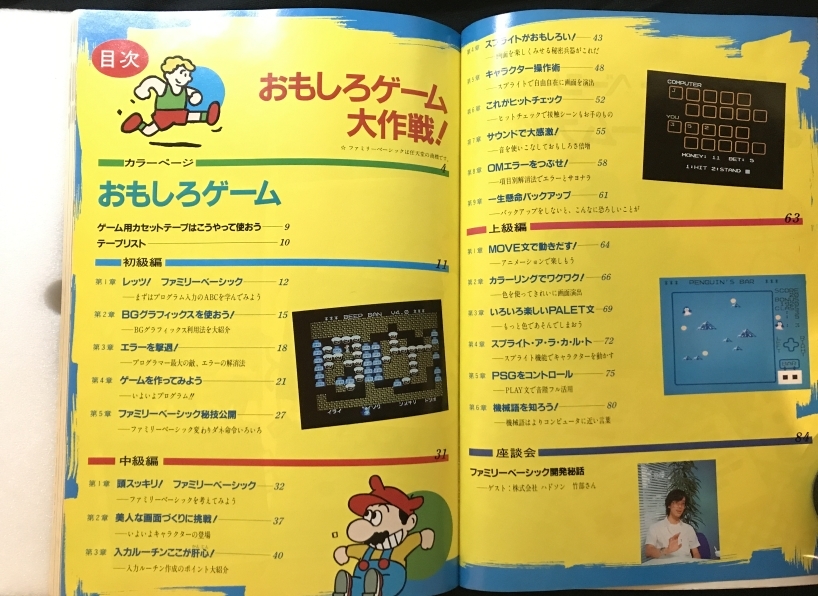 目次
おもしろゲーム
大作戦!
☆ファミリーベーシックは任天堂の商標です。
カラーページ 4
おもしろゲーム
ゲーム用カセットテープはこうやって使おう 9
テープリスト 10
初級編 11
第1章 レッツ! ファミリーベーシック 12
——まずはプログラム入力のABCを学んでみよう
第2章 BGグラフィックスを使おう! 15
——BGグラフィックス利用法を大紹介
第3章 エラーを撃退! 18
——プログラマー最大の敵、エラーの解消法
第4章 ゲームを作ってみよう 21
——いよいよプログラム!!
第5章 ファミリーベーシック秘技公開 27
——ファミリーベーシック変わりダネ命令いろいろ
BEEP BAN V4.0
中級編 31
第1章 頭スッキリ! ファミリーベーシック 32
——ファミリーベーシックを考えてみよう
第2章 美人な画面づくりに挑戦! 37
——いよいよキャラクターの登場
第3章 入力ルーチンここが肝心! 40
——入力ルーチン作成のポイント大紹介
スプライトがおもしろい! 43
——画面を楽しくみせる秘密兵器がこれだ
キャラクター操作術 48
——スプライトで自由自在に画面を演出
第6章 これがヒットチェック 52
——ヒットチェックで接触シーンもお手のもの
第7章 サウンドで大感激! 55
——音を使いこなしておもしろさ倍増
第8章 OMエラーをつぶせ! 58
——項目別解消法でエラーとサヨナラ
第9章 一生懸命バックアップ 61
——バックアップをしないと、こんなに恐ろしいことが
COMPUTER
YOU
MONEY: 11 BET: 5
1:HIT 2:STAND
上級編 63
第1章 MOVE文で動きだす! 64
——アニメーションで楽しもう
第2章 カラーリングでワクワク! 66
——色を使ってきれいに画面演出
第3章 いろいろ楽しいPALET文 69
——もっと色であそんでしまおう
第4章 スプライト・ア・ラ・カ・ルト 72
——スプライト機能でキャラクターを動かす
第5章 PSGをコントロール 75
——PLAY文で音階フル活用
第6章 機械語を知ろう! 80
——機械語はよりコンピュータに近い言葉
PENGUIN'S BAR
SCORE
座談会 84
ファミリーベーシック開発秘話
——ゲスト:株式会社 ハドソン 竹部さん